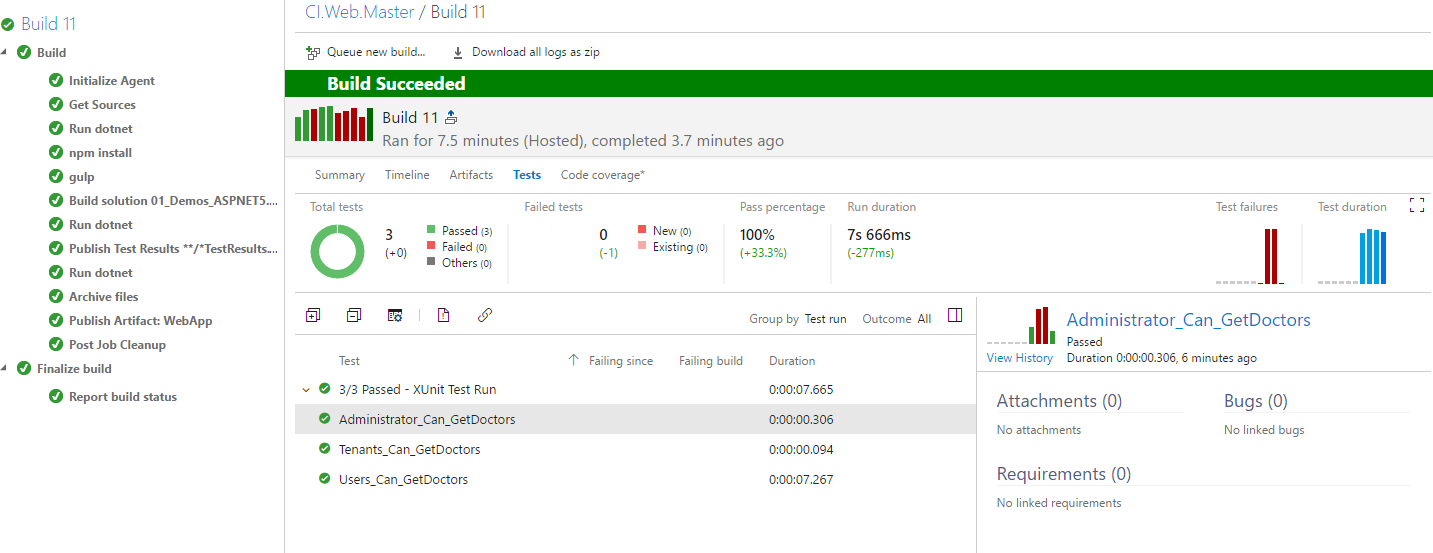 Build 11
Build
Initialize Agent
Get Sources
Run dotnet
npm install
gulp
Build solution 01_Demos_ASPNET5....
Run dotnet
Publish Test Results **/*TestResults....
Run dotnet
Archive files
Publish Artifact: WebApp
Post Job Cleanup
Finalize build
Report build status
CI.Web.Master / Build 11
Queue new build... Download all logs as zip
Build Succeeded
Build 11
Ran for 7.5 minutes (Hosted), completed 3.7 minutes ago
Summary Timeline Artifacts Tests Code coverage*
Total tests Failed tests Pass percentage Run duration Test failures Test duration
3 Passed (3) 0 New (0) 100% 7s 666ms
(+0) Failed (0) (-1) Existing (0) (+33.3%) (-277ms)
Others (0)
Group by Test run Outcome All
Test Failing since Failing build Duration
3/3 Passed - XUnit Test Run 0:00:07.665
Administrator_Can_GetDoctors 0:00:00.306
Tenants_Can_GetDoctors 0:00:00.094
Users_Can_GetDoctors 0:00:07.267
Administrator_Can_GetDoctors
Passed
View History Duration 0:00:00.306, 6 minutes ago
Attachments (0) Bugs (0)
No attachments No linked bugs
Requirements (0)
No linked requirements